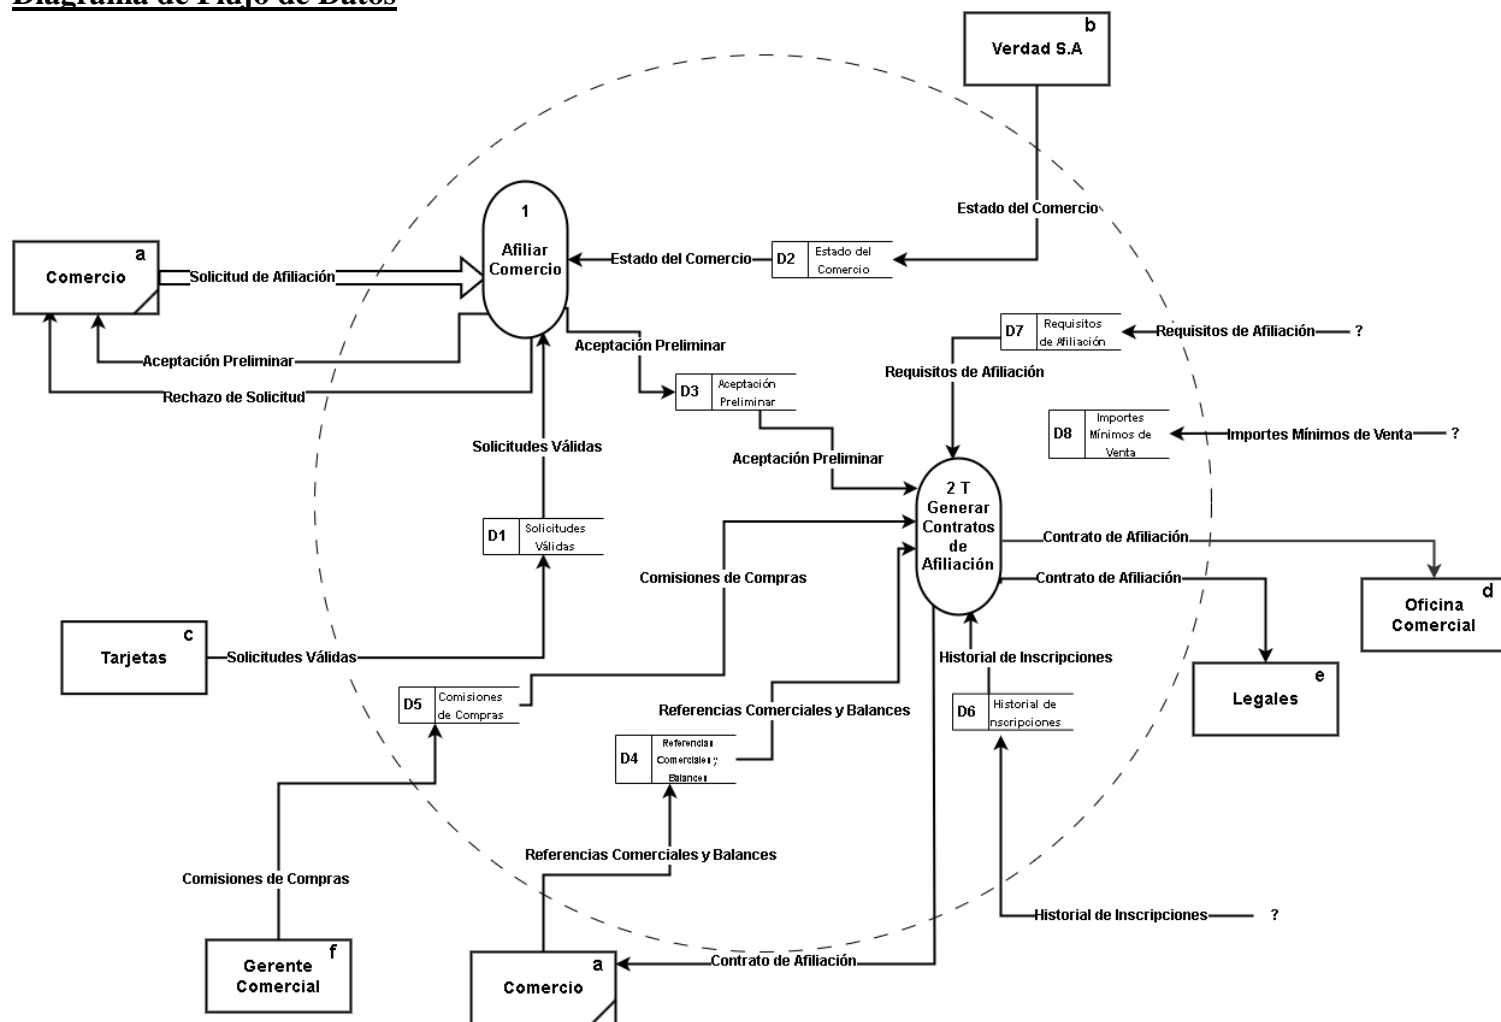 Diagrama de Flujo de Datos
b
Verdad S.A
Estado del Comercio
1
Afiliar
Comercio
a
Comercio
Solicitud de Afiliación
Estado del Comercio
D2
Estado del
Comercio
Aceptación Preliminar
Rechazo de Solicitud
Aceptación Preliminar
D7
Requisitos
de Afiliación
Requisitos de Afiliación
?
Requisitos de Afiliación
D3
Aceptación
Preliminar
D8
Importes
Mínimos de
Venta
Importes Mínimos de Venta
?
Solicitudes Válidas
Aceptación Preliminar
2 T
Generar
Contratos
de
Afiliación
D1
Solicitudes
Válidas
Contrato de Afiliación
Contrato de Afiliación
Comisiones de Compras
d
Oficina
Comercial
c
Tarjetas
Solicitudes Válidas
Historial de Inscripciones
e
Legales
D5
Comisiones
de Compras
Referencias Comerciales y Balances
D6
Historial de
nscripciones
D4
Referencias
Comerciales y
Balances
Referencias Comerciales y Balances
Comisiones de Compras
Historial de Inscripciones
?
f
Gerente
Comercial
a
Comercio
Contrato de Afiliación